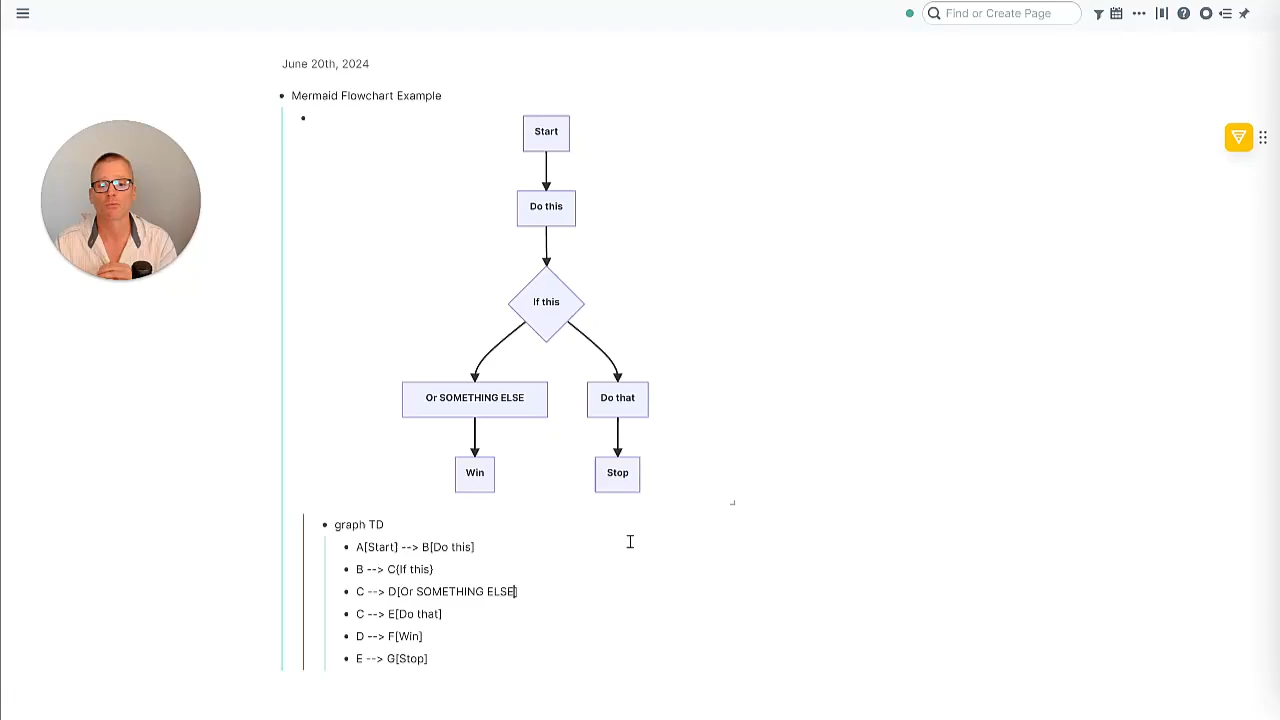 Find or Create Page
June 20th, 2024
Mermaid Flowchart Example
Start
Do this
If this
Or SOMETHING ELSE
Do that
Win
Stop
graph TD
A[Start] --> B[Do this]
B --> C{If this}
C --> D[Or SOMETHING ELSE]
C --> E[Do that]
D --> F[Win]
E --> G[Stop]